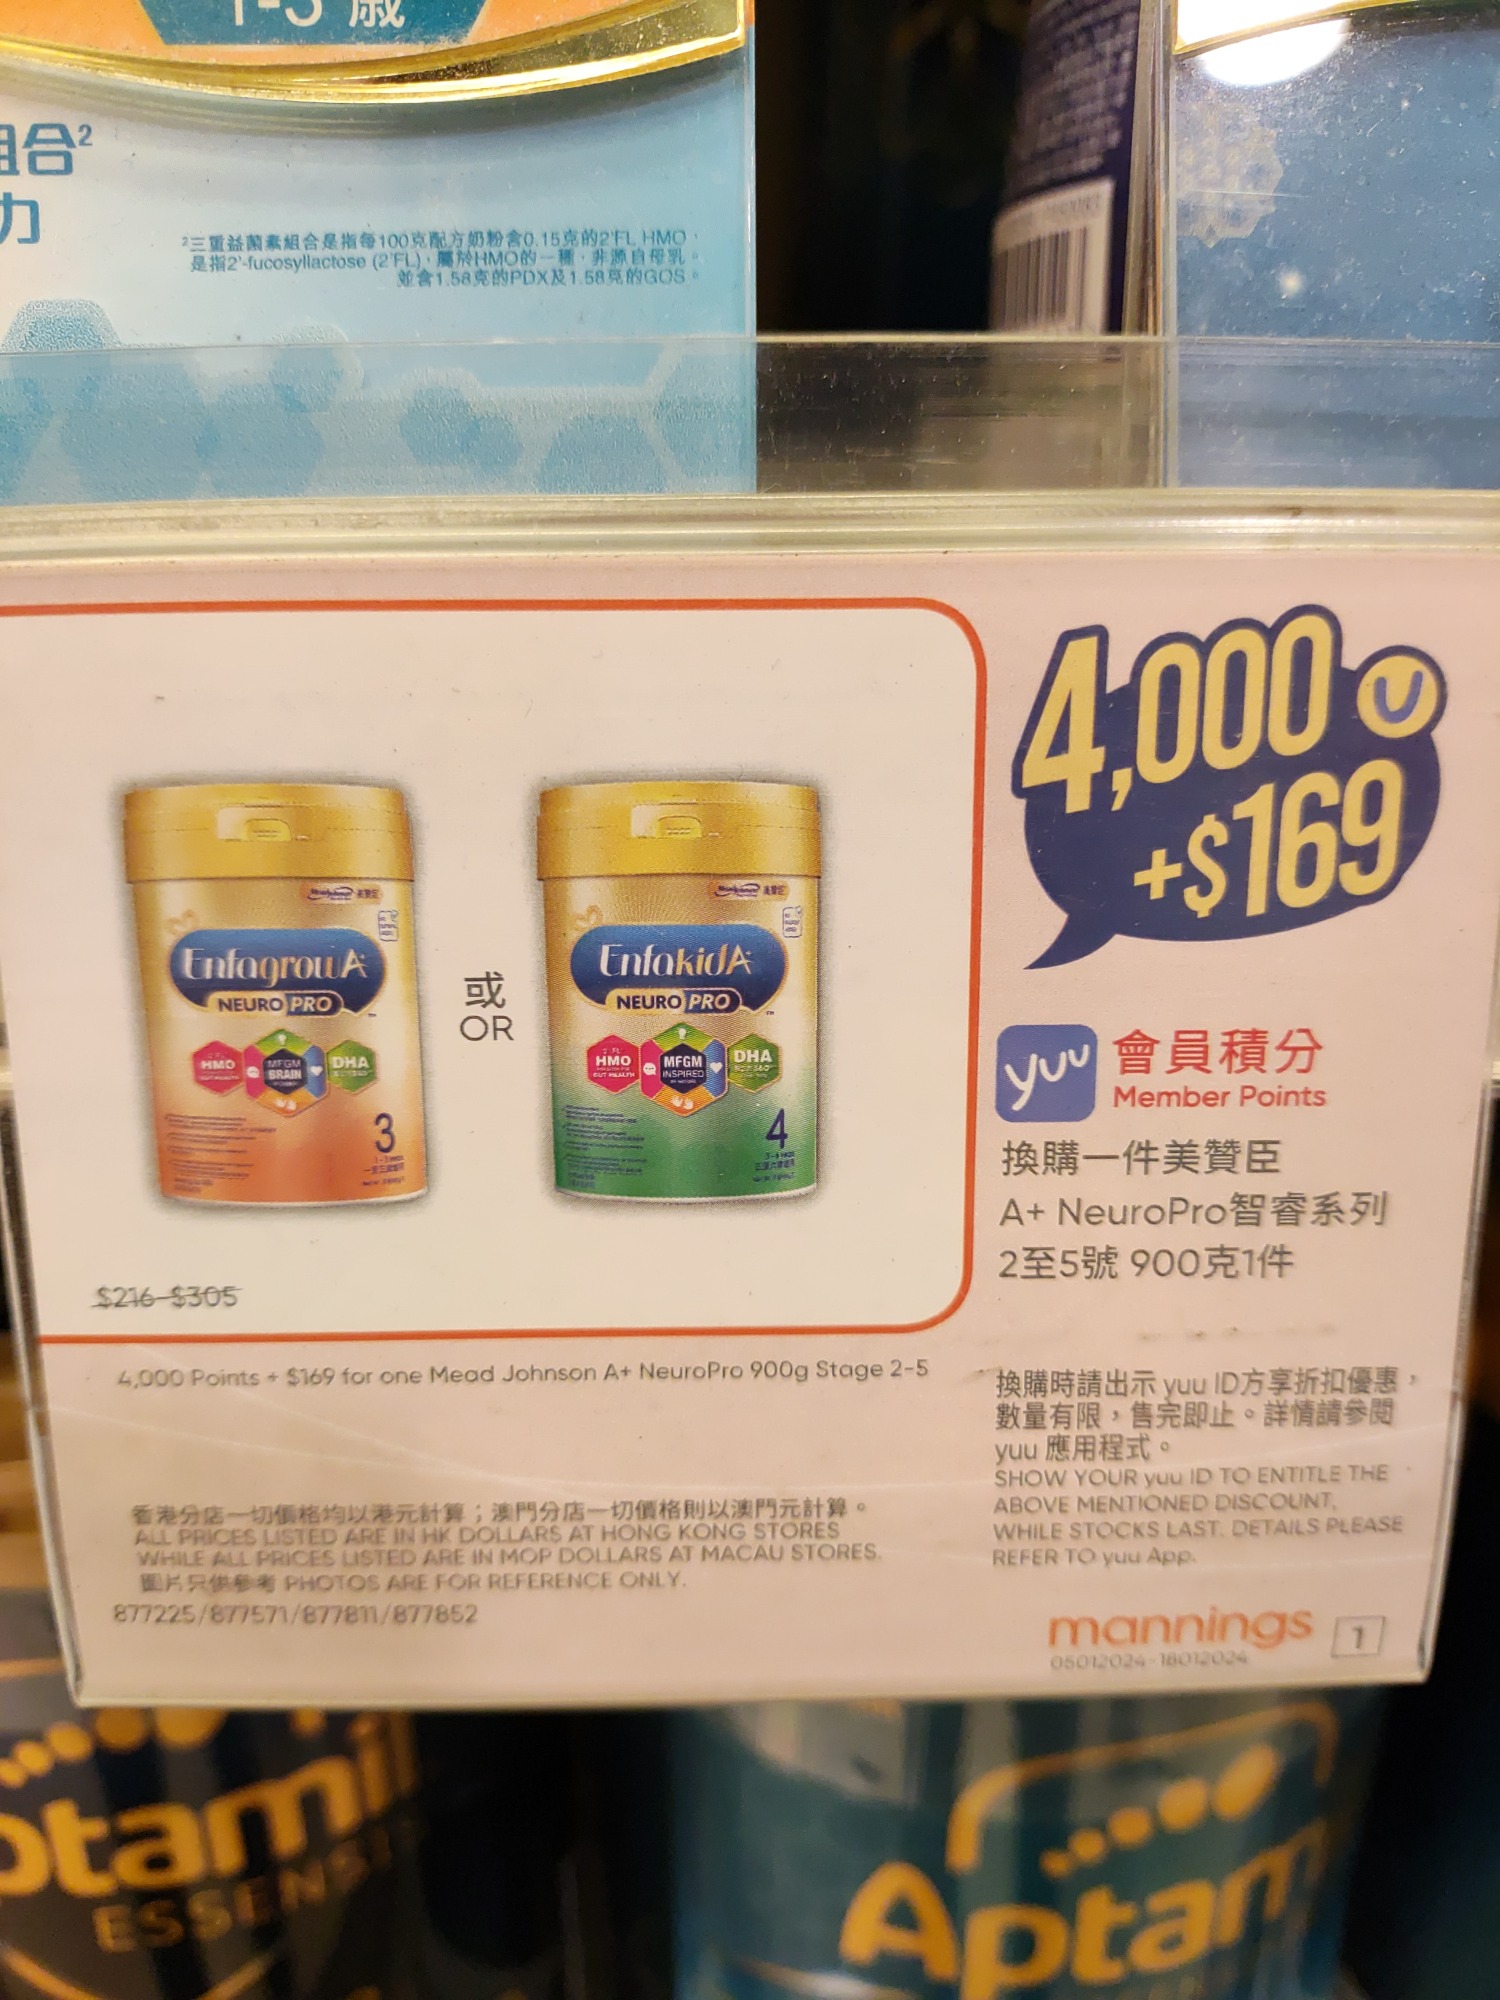 1-3 歲
組合²
力
²三重益菌素組合是指每100克配方奶粉含0.15克的2'FL HMO,
是指2'-fucosyllactose (2'FL),屬於HMO的一種,非源自母乳。
並含1.58克的PDX及1.58克的GOS。
4,000 U
+$169
EnfagrowA+
NEURO PRO
HMO
MFGM
BRAIN
DHA
3
或
OR
EnfakidA+
NEURO PRO
HMO
MFGM
INSPIRED
DHA
4
$216-$305
yuu 會員積分
Member Points
換購一件美贊臣
A+ NeuroPro智睿系列
2至5號 900克1件
4,000 Points + $169 for one Mead Johnson A+ NeuroPro 900g Stage 2-5
換購時請出示 yuu ID方享折扣優惠,
數量有限,售完即止。詳情請參閱
yuu 應用程式。
SHOW YOUR yuu ID TO ENTITLE THE
ABOVE MENTIONED DISCOUNT,
WHILE STOCKS LAST. DETAILS PLEASE
REFER TO yuu App.
香港分店一切價格均以港元計算;澳門分店一切價格則以澳門元計算。
ALL PRICES LISTED ARE IN HK DOLLARS AT HONG KONG STORES
WHILE ALL PRICES LISTED ARE IN MOP DOLLARS AT MACAU STORES.
圖片只供參考 PHOTOS ARE FOR REFERENCE ONLY.
877225/877571/877811/877852
mannings 1
05012024-18012024
ptamil
ESSENSI
Aptam